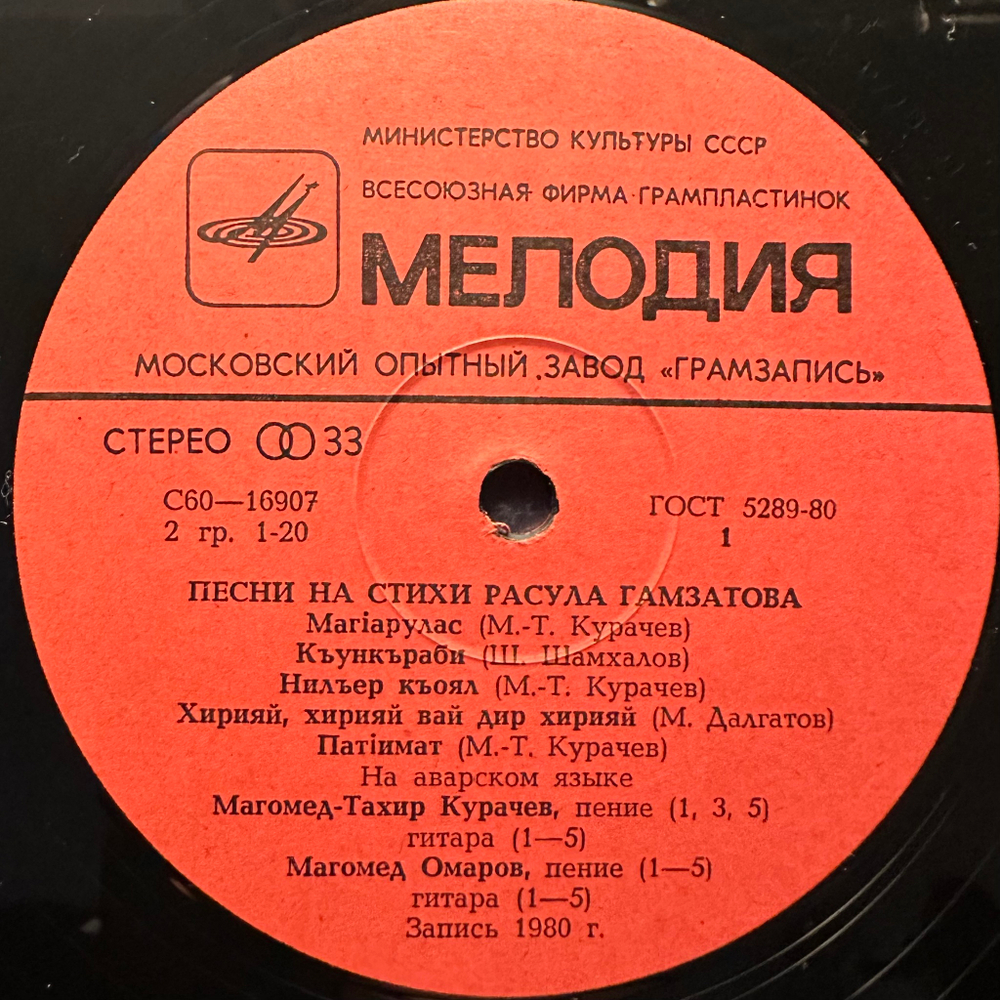 МИНИСТЕРСТВО КУЛЬТУРЫ СССР
ВСЕСОЮЗНАЯ ФИРМА ГРАМПЛАСТИНОК
МЕЛОДИЯ
МОСКОВСКИЙ ОПЫТНЫЙ ЗАВОД «ГРАМЗАПИСЬ»
СТЕРЕО 33
С60—16907 ГОСТ 5289-80
2 гр. 1-20 1
ПЕСНИ НА СТИХИ РАСУЛА ГАМЗАТОВА
МагІарулас (М.-Т. Курачев)
Къункъраби (Ш. Шамхалов)
Нилъер къоял (М.-Т. Курачев)
Хирияй, хирияй вай дир хирияй (М. Далгатов)
ПатІимат (М.-Т. Курачев)
На аварском языке
Магомед-Тахир Курачев, пение (1, 3, 5)
гитара (1—5)
Магомед Омаров, пение (1—5)
гитара (1—5)
Запись 1980 г.